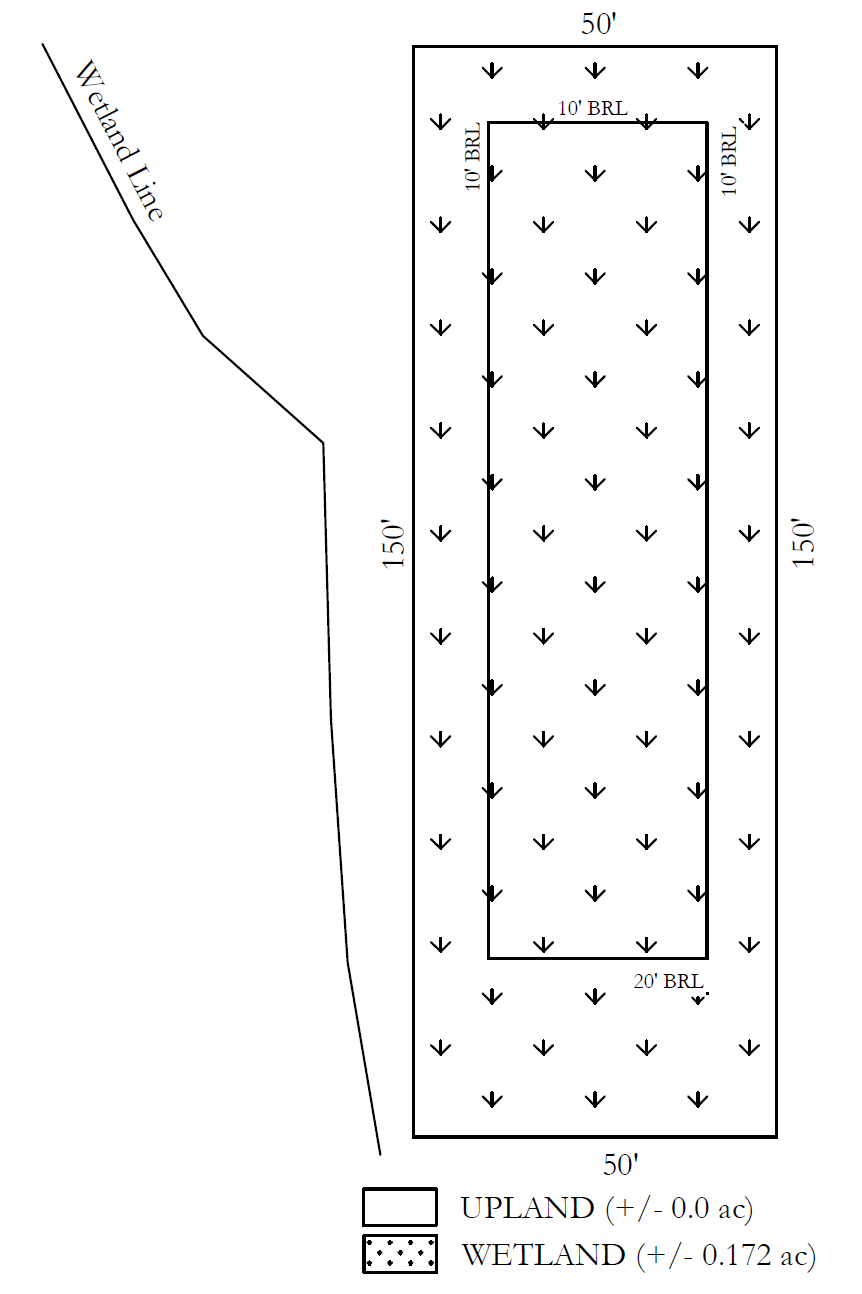 50'
Wetland Line
10' BRL
10' BRL
10' BRL
150'
150'
20' BRL
50'
UPLAND (+/- 0.0 ac)
WETLAND (+/- 0.172 ac)